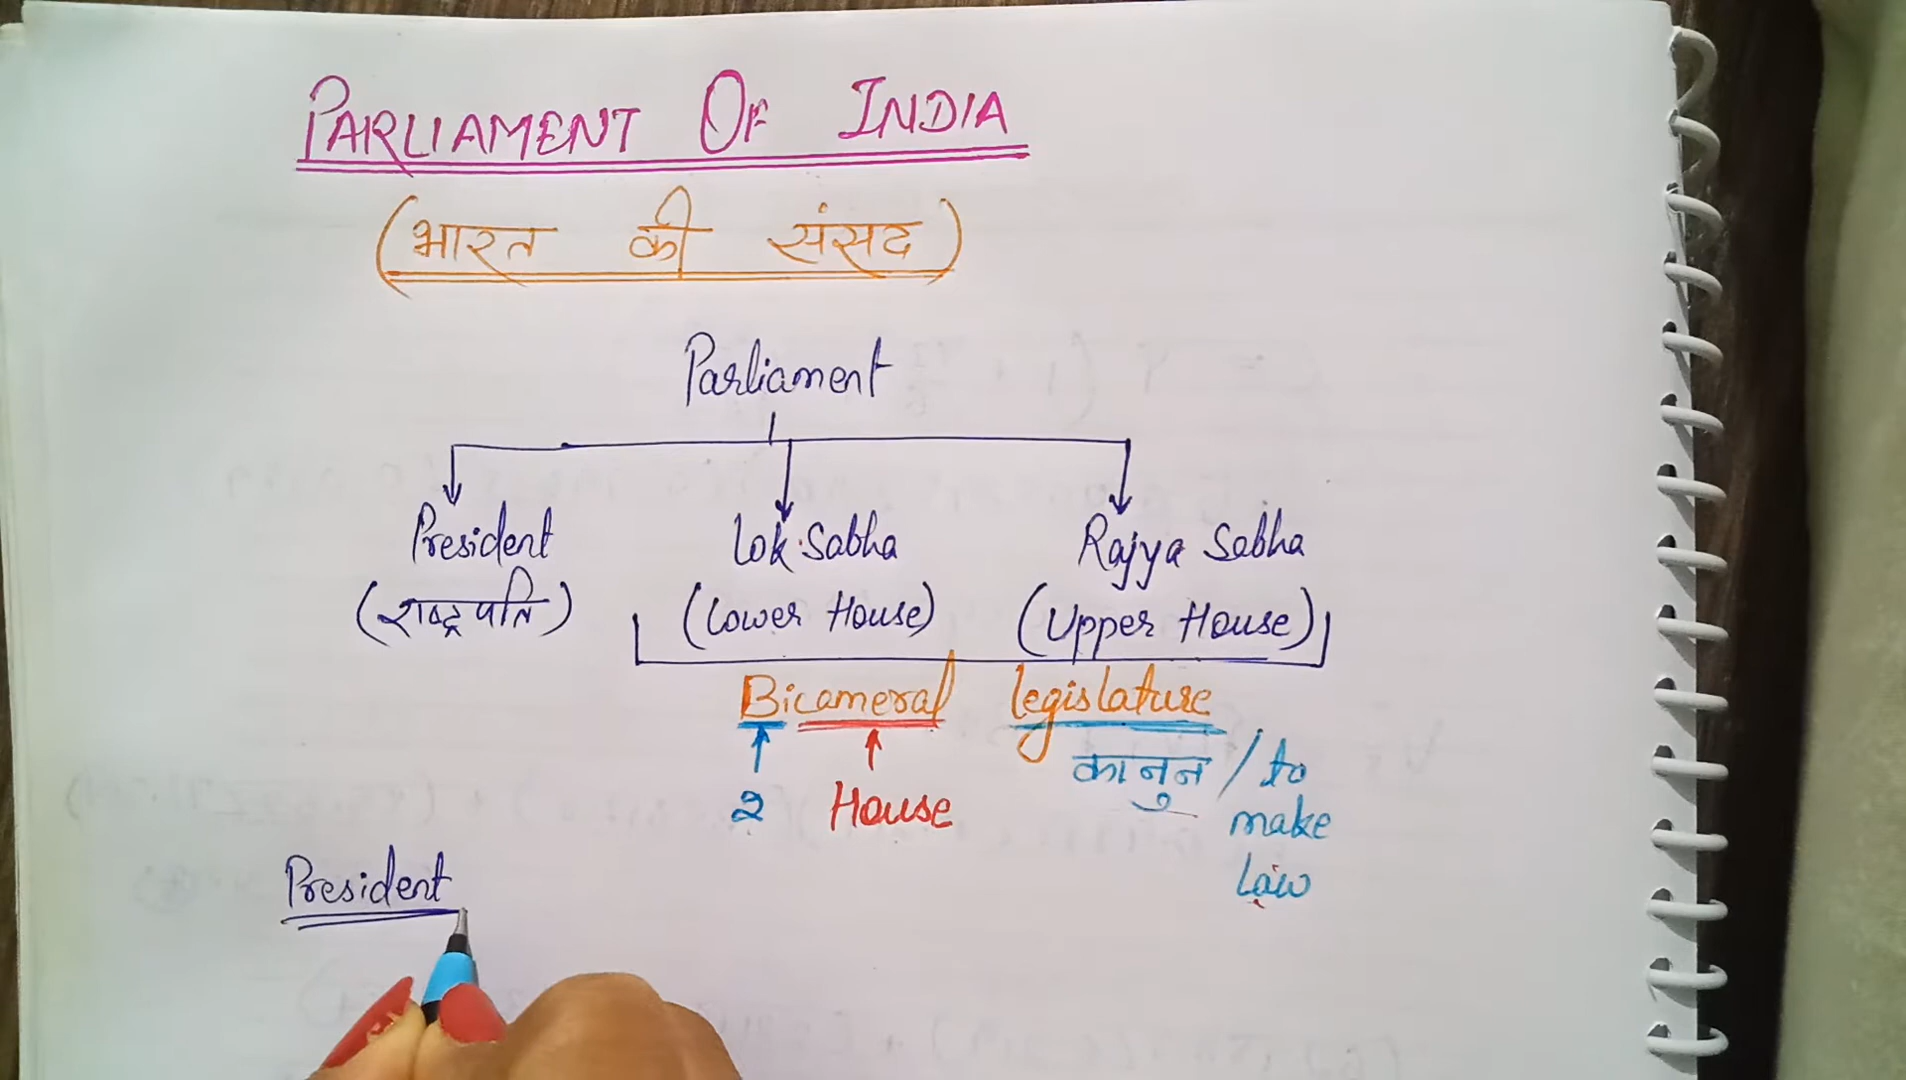 PARLIAMENT OF INDIA
(भारत की संसद)
Parliament
President Lok Sabha Rajya Sabha
(राष्ट्रपति) (Lower House) (Upper House)
Bicameral legislature
कानुन / to
2 House make
Law
President